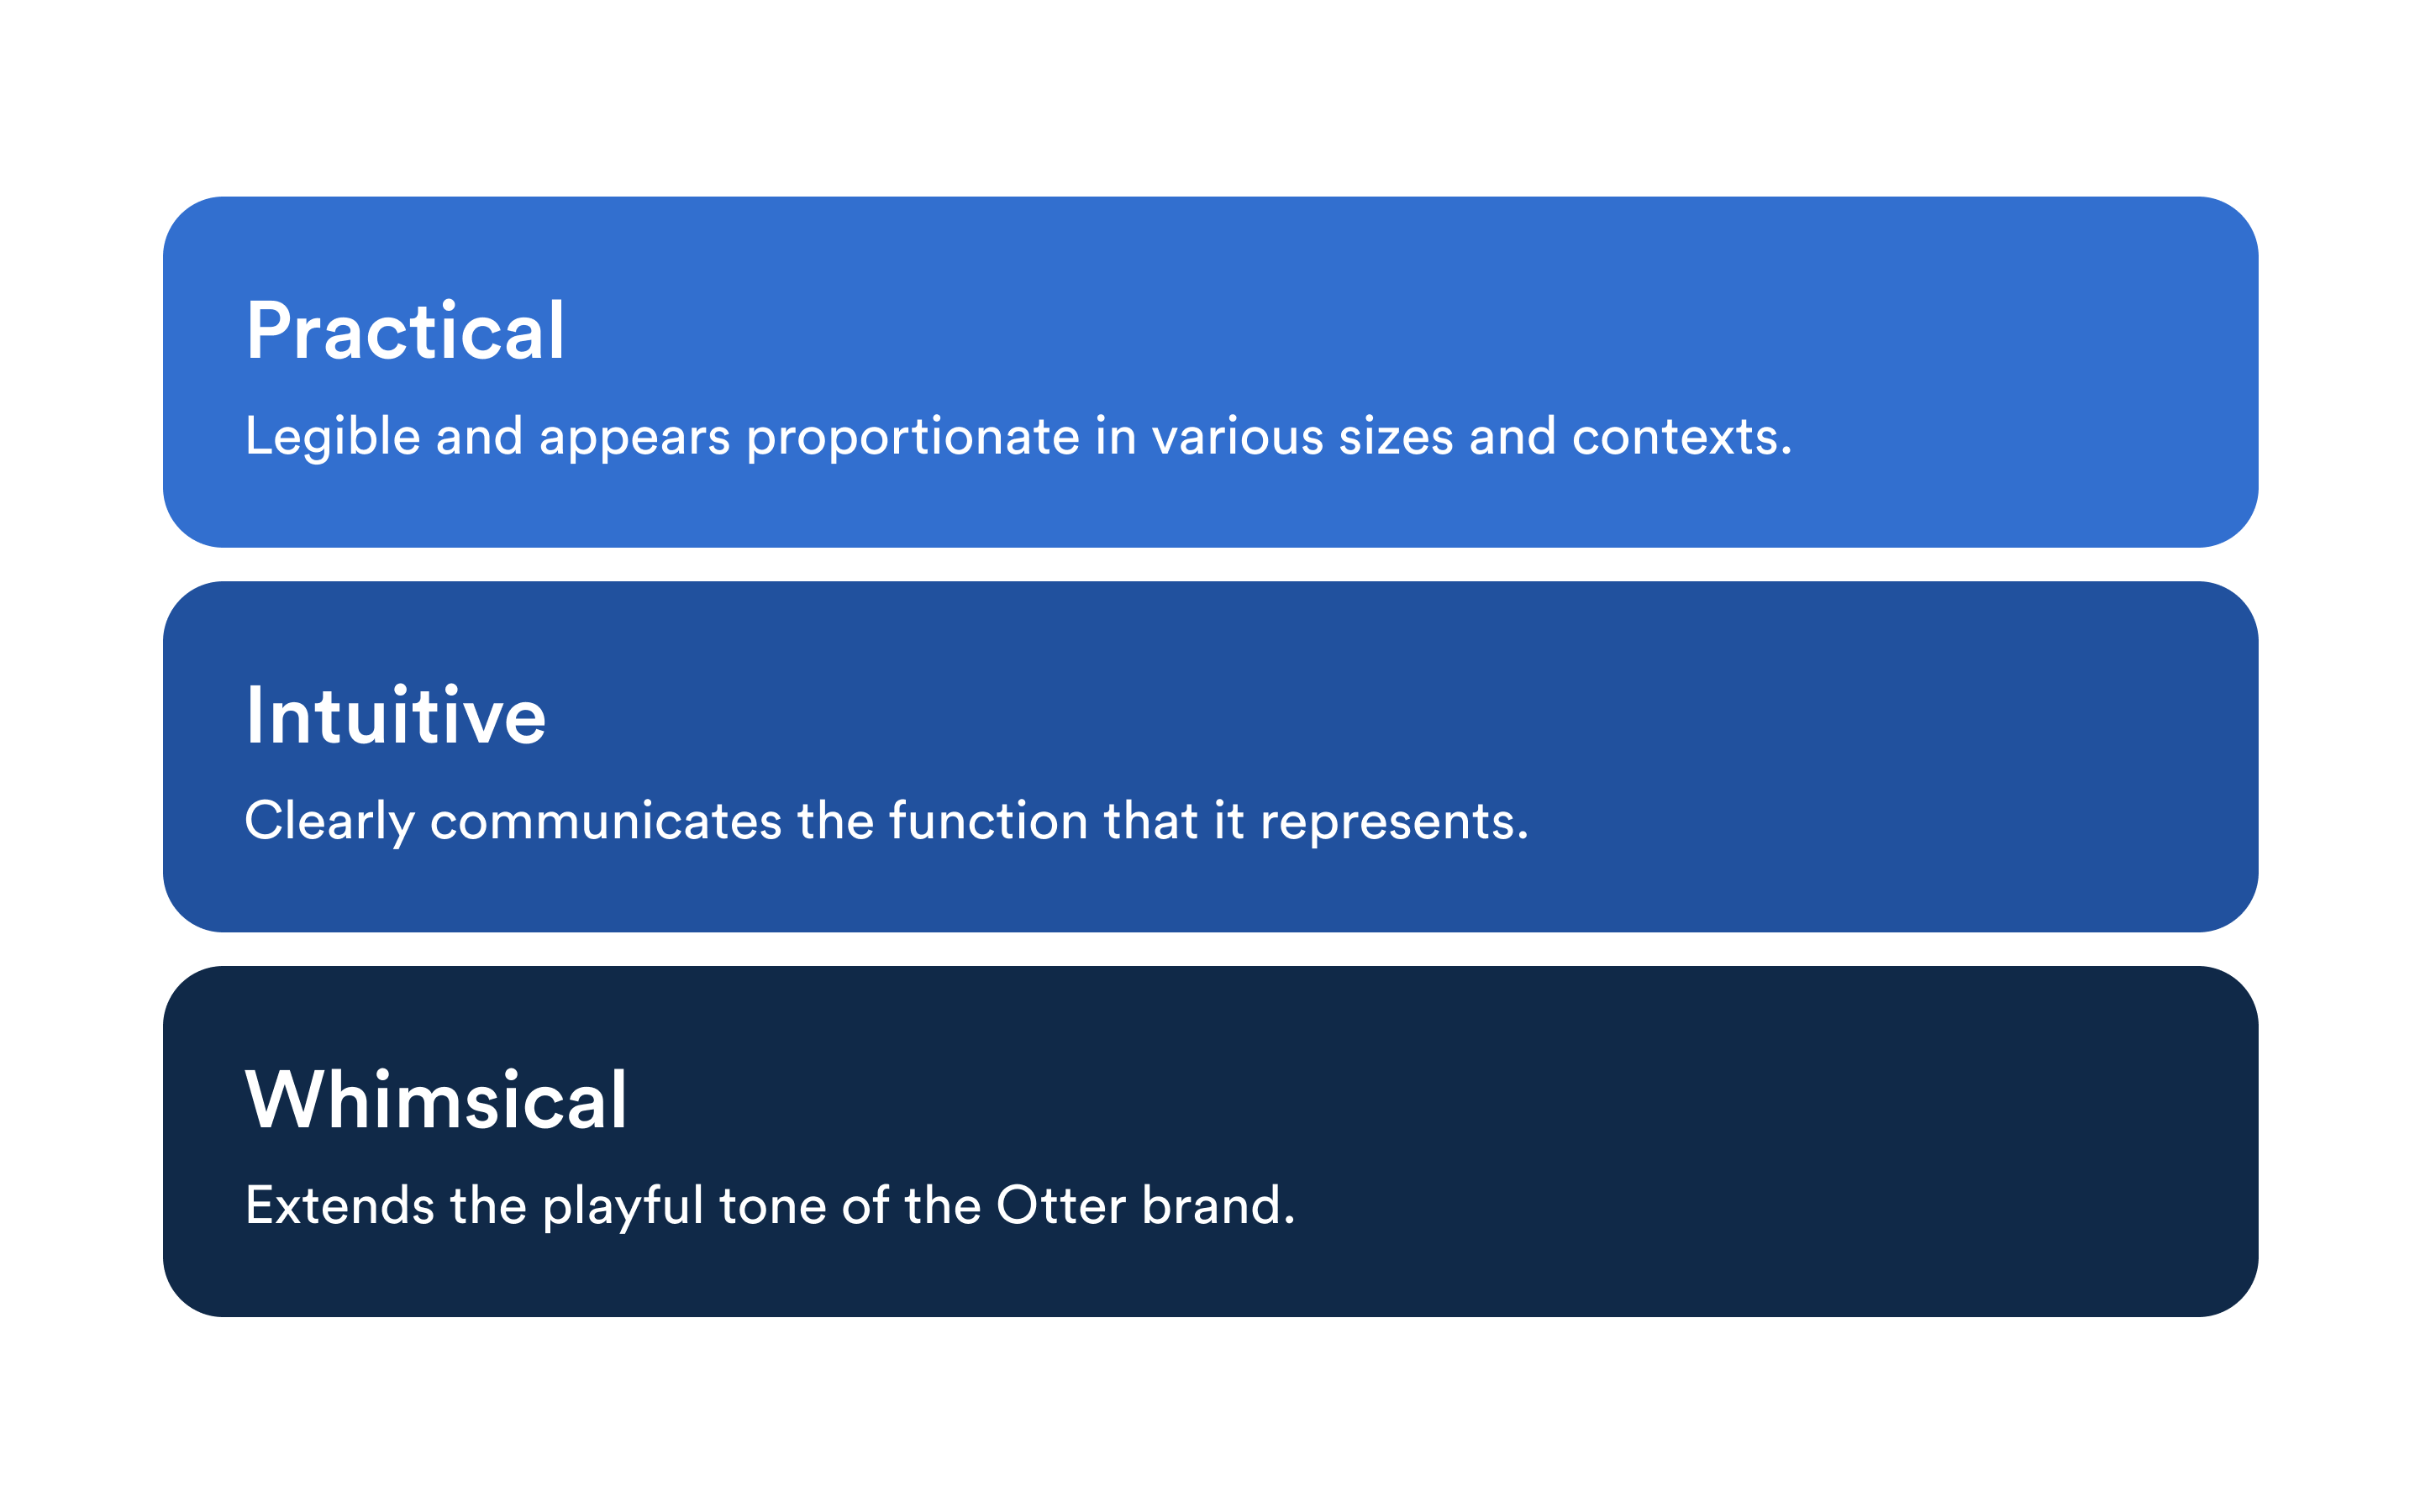 Practical
Legible and appears proportionate in various sizes and contexts.
Intuitive
Clearly communicates the function that it represents.
Whimsical
Extends the playful tone of the Otter brand.